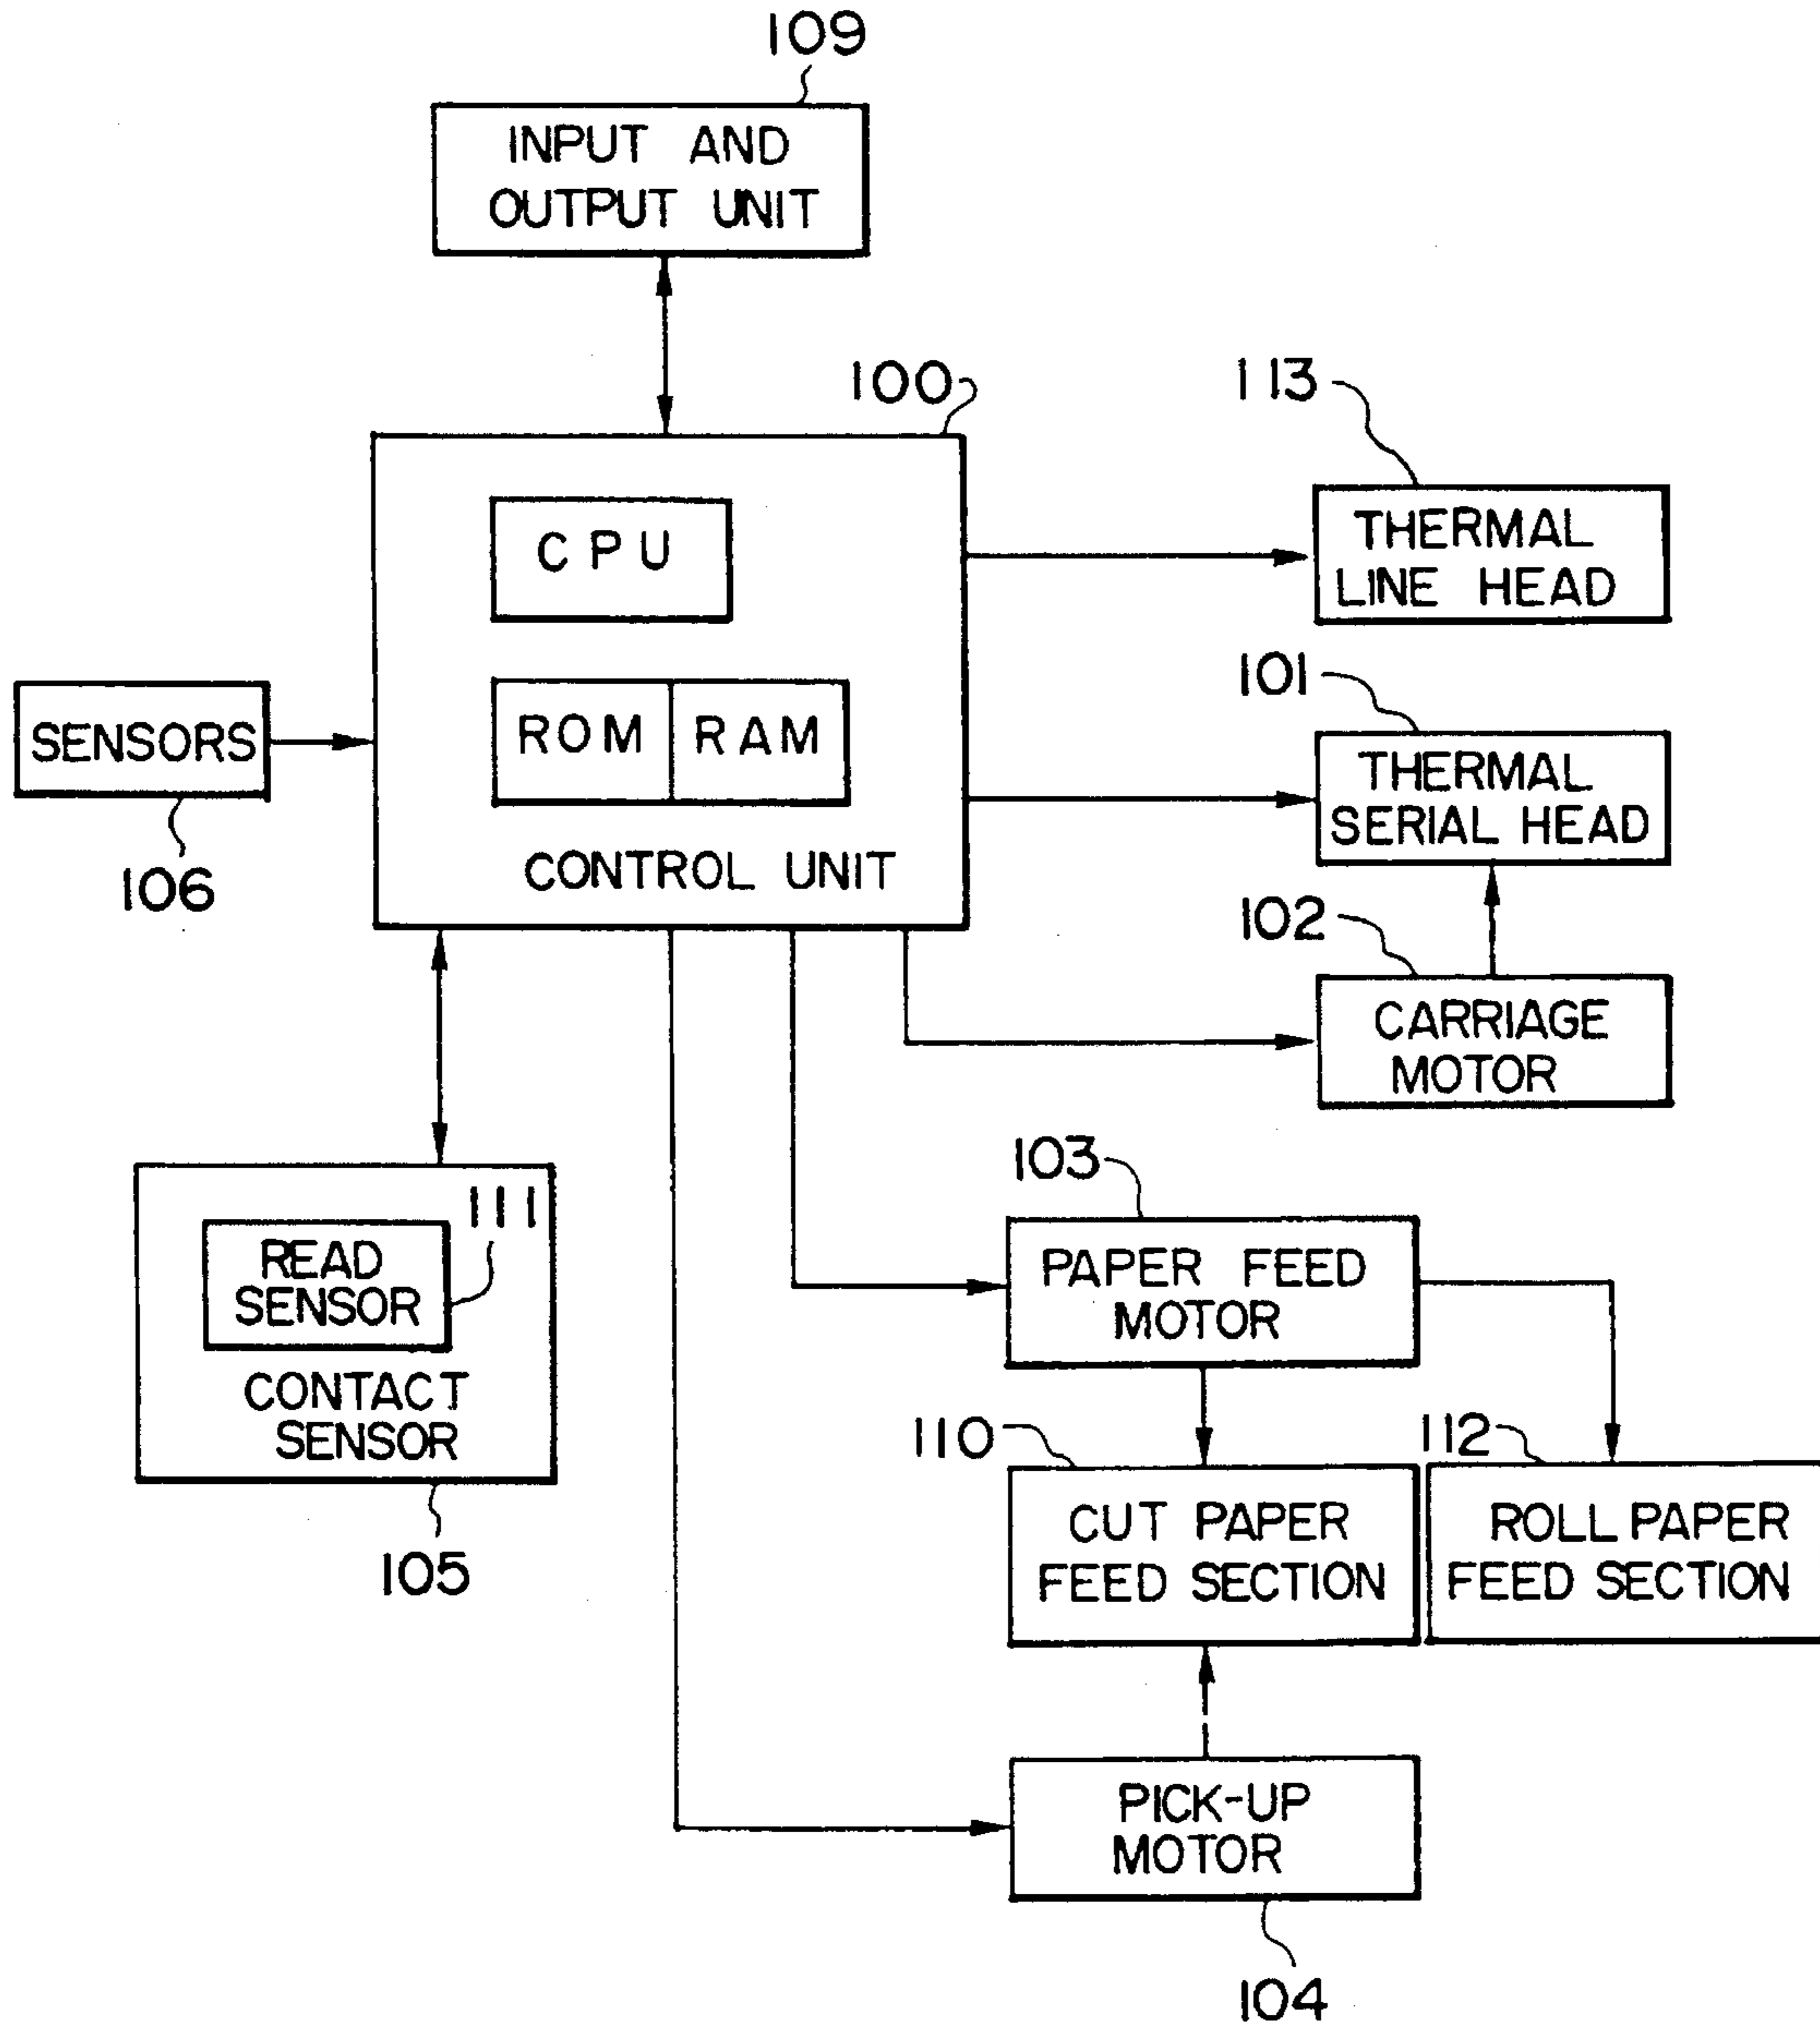 109
INPUT AND
OUTPUT UNIT
100
113
CPU
THERMAL
LINE HEAD
101
SENSORS
ROM RAM
THERMAL
SERIAL HEAD
106
CONTROL UNIT
102
CARRIAGE
MOTOR
103
111
READ
SENSOR
PAPER FEED
MOTOR
CONTACT
SENSOR
110
112
105
CUT PAPER
FEED SECTION
ROLL PAPER
FEED SECTION
PICK-UP
MOTOR
104